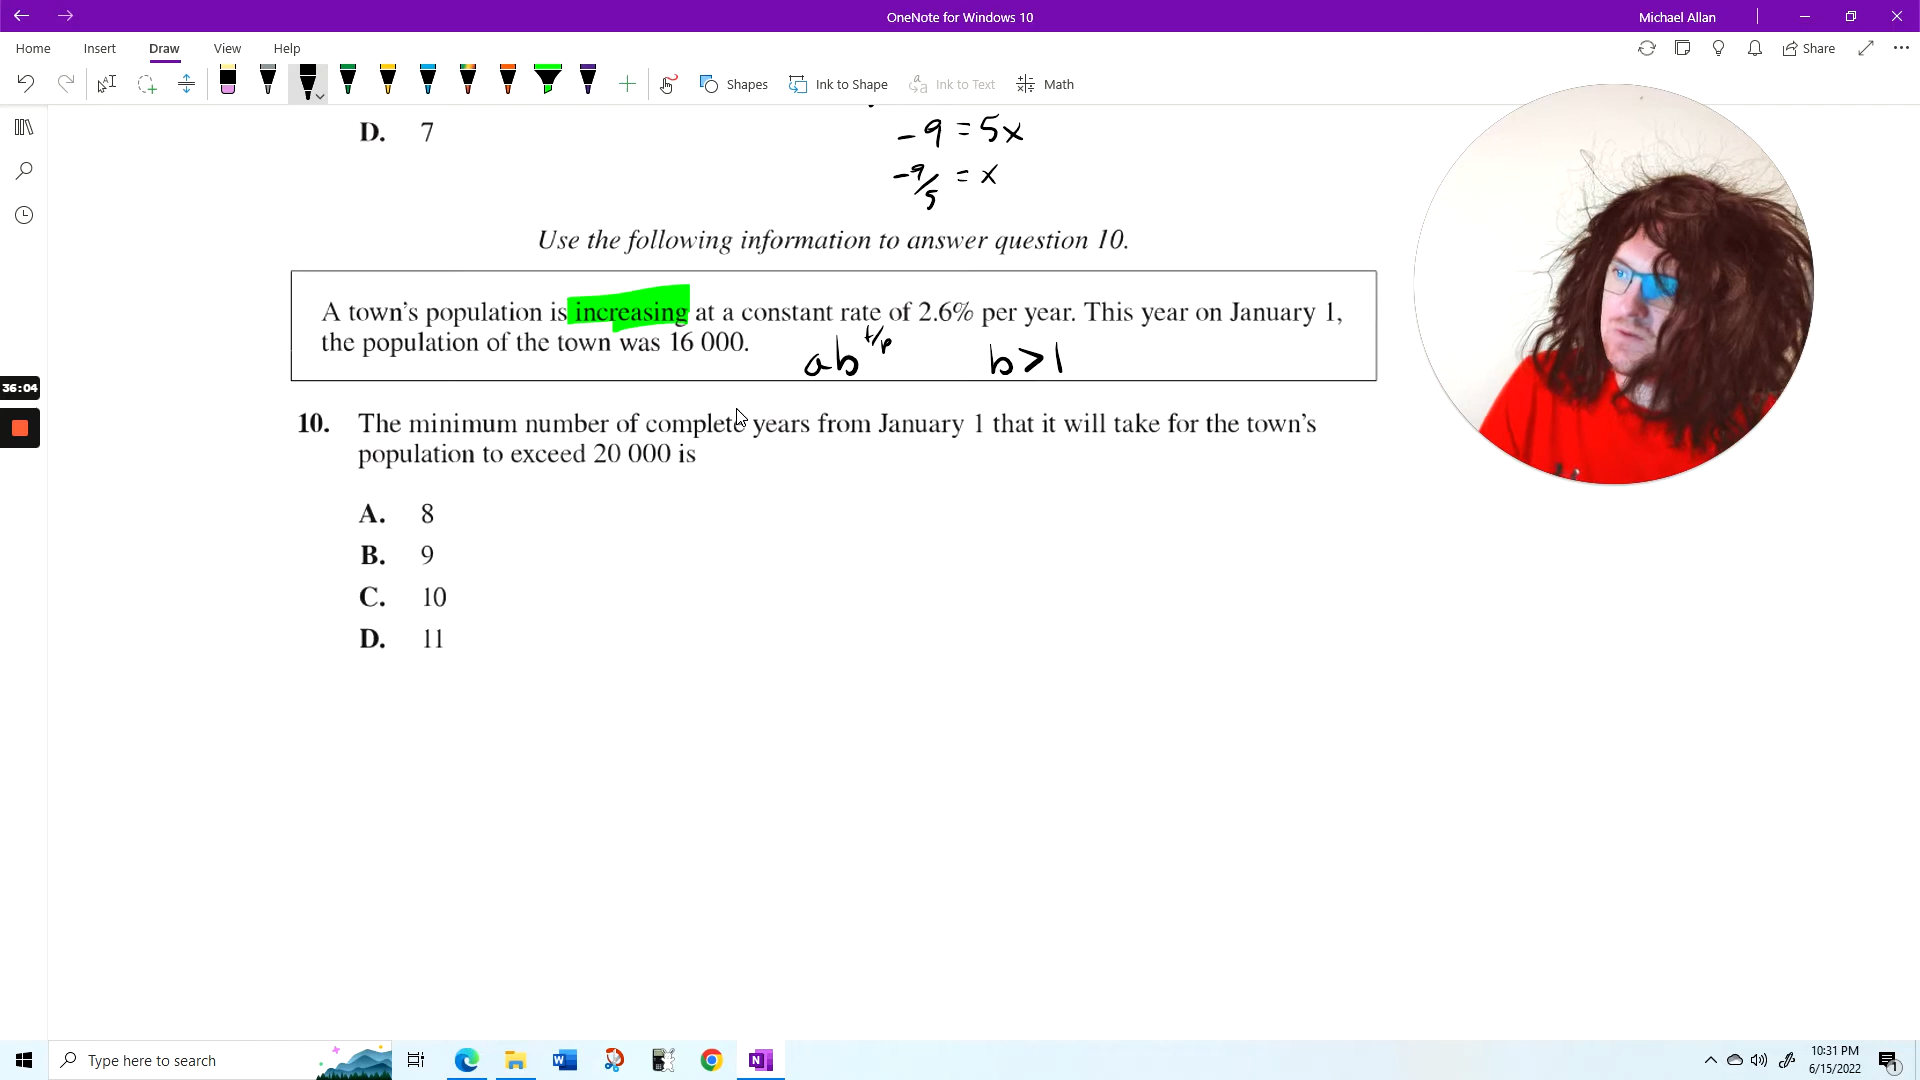 OneNote for Windows 10
Michael Allan
Home Insert Draw View Help
Share
Shapes
Ink to Shape
Ink to Text
Math
D. 7
-9 = 5x
-9/5 = x
Use the following information to answer question 10.
A town's population is increasing at a constant rate of 2.6% per year. This year on January 1,
the population of the town was 16 000.
ab^t/p b>1
36:04
10. The minimum number of complete years from January 1 that it will take for the town's
population to exceed 20 000 is
A. 8
B. 9
C. 10
D. 11
Type here to search
10:31 PM
6/15/2022
1